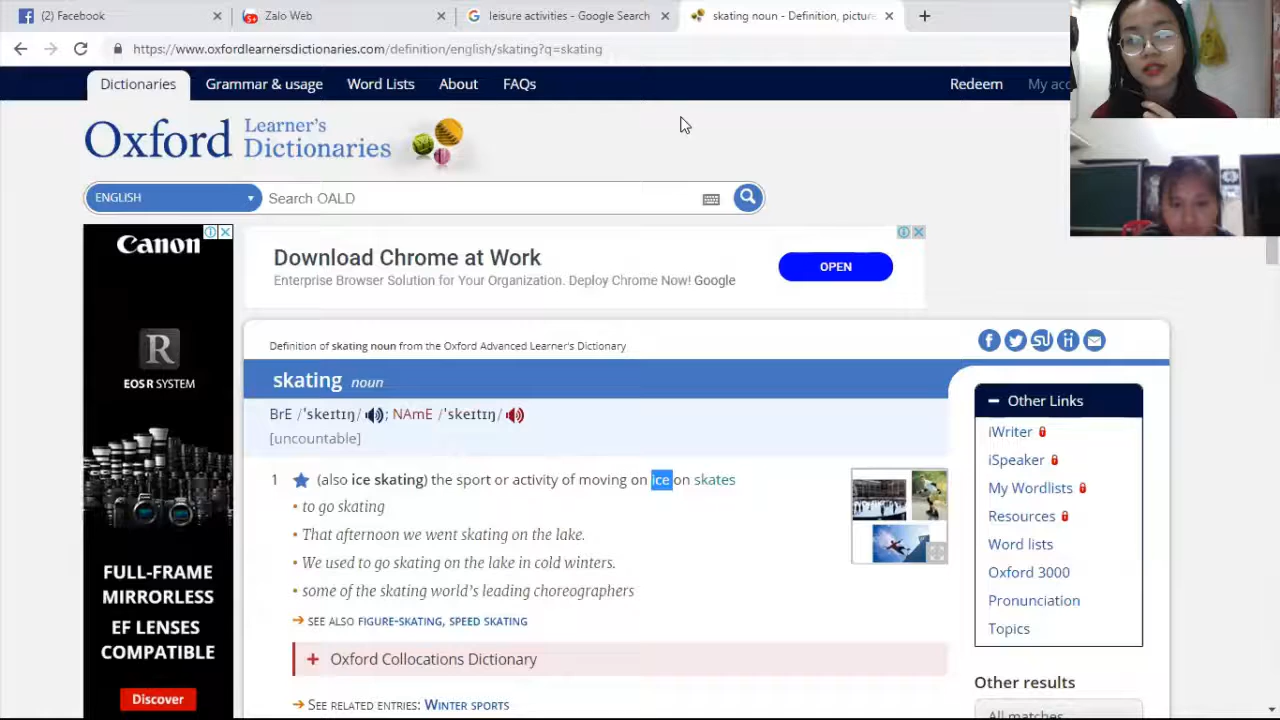 (2) Facebook
Zalo Web
leisure activities - Google Search
skating noun - Definition, picture
https://www.oxfordlearnersdictionaries.com/definition/english/skating?q=skating
Dictionaries
Grammar & usage
Word Lists
About
FAQs
Redeem
My acc
Oxford
Learner's
Dictionaries
ENGLISH
Search OALD
Canon
R
EOS R SYSTEM
FULL-FRAME
MIRRORLESS
EF LENSES
COMPATIBLE
Discover
Download Chrome at Work
Enterprise Browser Solution for Your Organization. Deploy Chrome Now! Google
OPEN
Definition of skating noun from the Oxford Advanced Learner's Dictionary
skating noun
BrE /ˈskeɪtɪŋ/ ; NAmE /ˈskeɪtɪŋ/
[uncountable]
1 (also ice skating) the sport or activity of moving on ice on skates
• to go skating
• That afternoon we went skating on the lake.
• We used to go skating on the lake in cold winters.
• some of the skating world's leading choreographers
→ SEE ALSO FIGURE-SKATING, SPEED SKATING
+ Oxford Collocations Dictionary
→ SEE RELATED ENTRIES: WINTER SPORTS
Other Links
iWriter
iSpeaker
My Wordlists
Resources
Word lists
Oxford 3000
Pronunciation
Topics
Other results
All matches